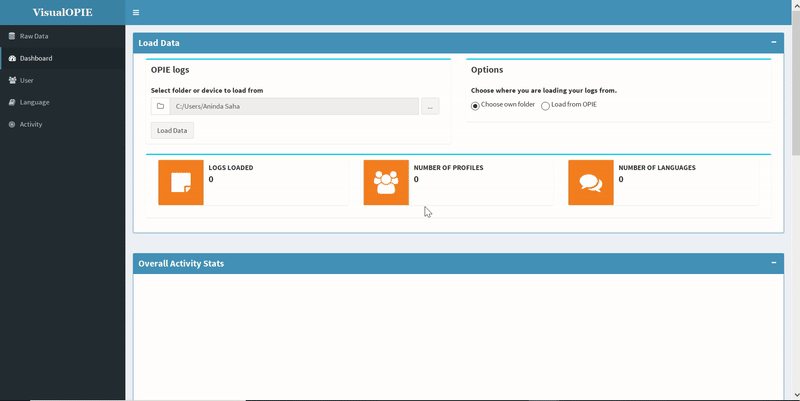 VisualOPIE
Raw Data
Dashboard
User
Language
Activity
Load Data
OPIE logs
Select folder or device to load from
C:/Users/Aninda Saha
...
Load Data
Options
Choose where you are loading your logs from.
Choose own folder
Load from OPIE
LOGS LOADED
0
NUMBER OF PROFILES
0
NUMBER OF LANGUAGES
0
Overall Activity Stats